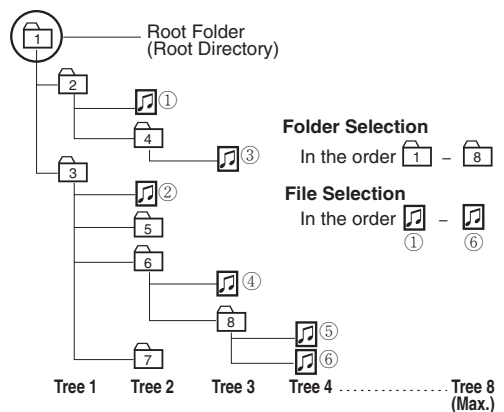 1
Root Folder
(Root Directory)
2
①
4
③
3
②
5
6
④
8
⑤
⑥
7
Folder Selection
In the order 1 – 8
File Selection
In the order –
① ⑥
Tree 1 Tree 2 Tree 3 Tree 4 ................ Tree 8
(Max.)